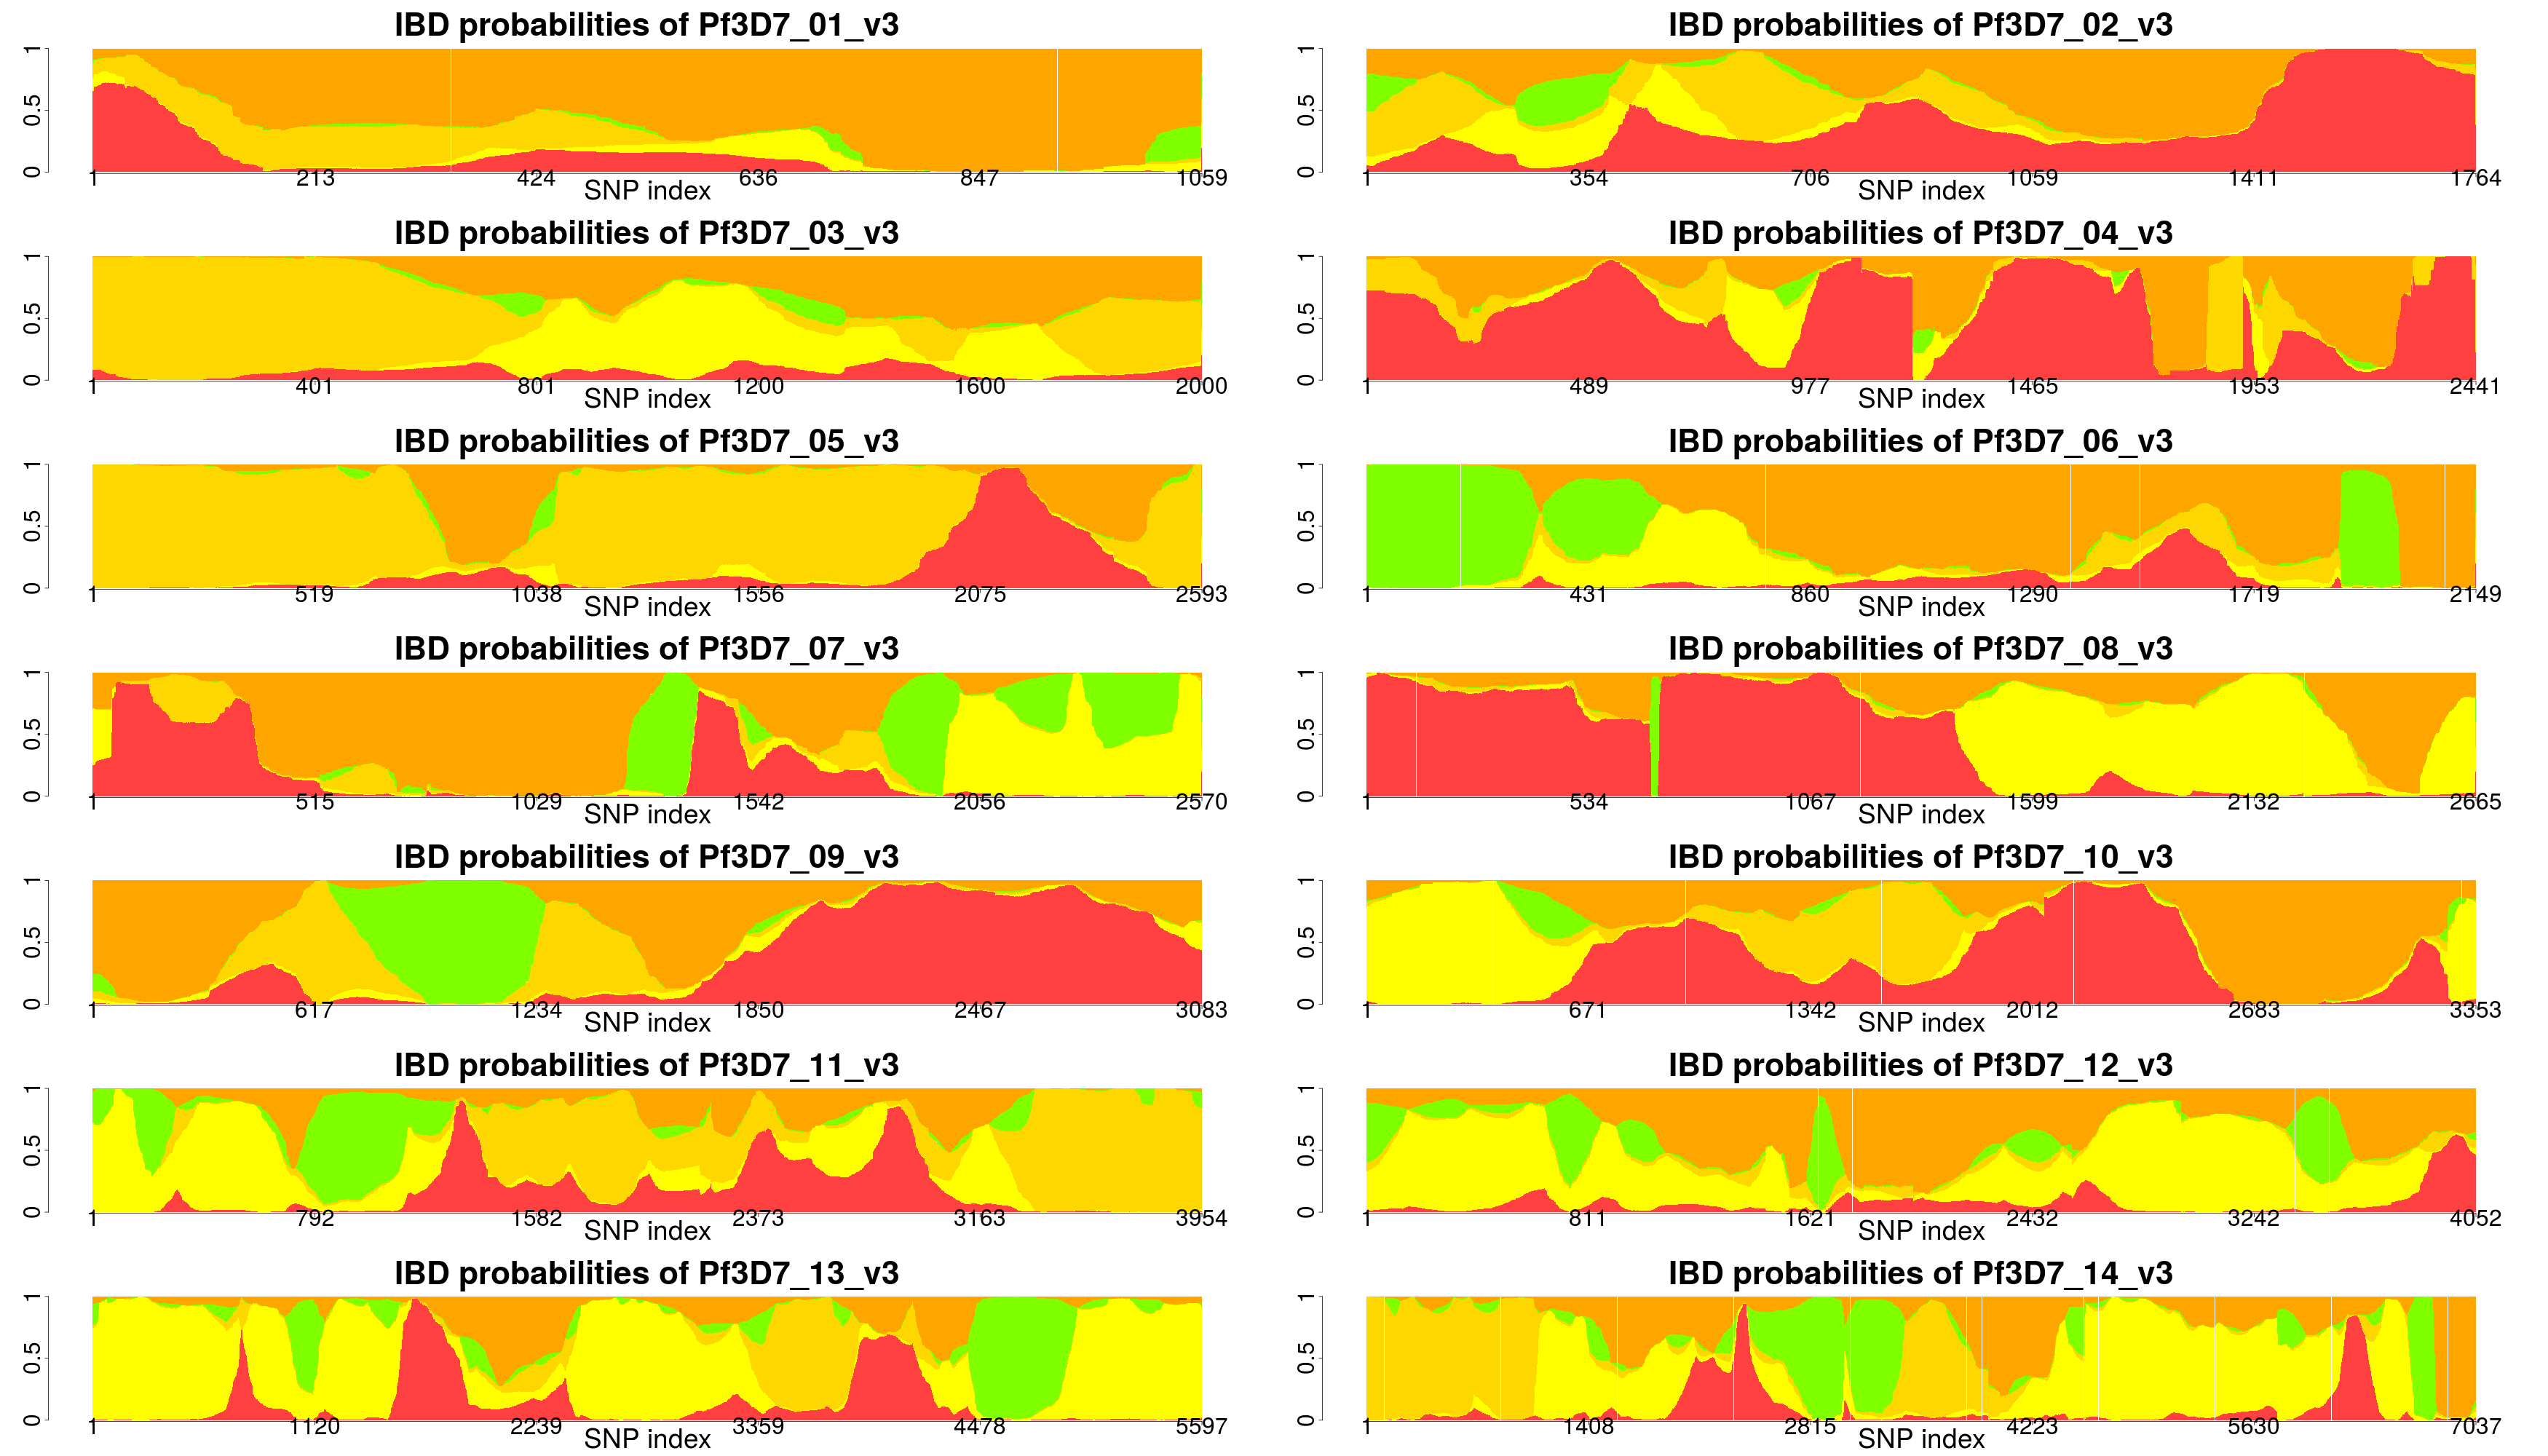 IBD probabilities of Pf3D7_01_v3
0 0.5 1
1 213 424 636 847 1059
SNP index
IBD probabilities of Pf3D7_02_v3
0 0.5 1
1 354 706 1059 1411 1764
SNP index
IBD probabilities of Pf3D7_03_v3
0 0.5 1
1 401 801 1200 1600 2000
SNP index
IBD probabilities of Pf3D7_04_v3
0 0.5 1
1 489 977 1465 1953 2441
SNP index
IBD probabilities of Pf3D7_05_v3
0 0.5 1
1 519 1038 1556 2075 2593
SNP index
IBD probabilities of Pf3D7_06_v3
0 0.5 1
1 431 860 1290 1719 2149
SNP index
IBD probabilities of Pf3D7_07_v3
0 0.5 1
1 515 1029 1542 2056 2570
SNP index
IBD probabilities of Pf3D7_08_v3
0 0.5 1
1 534 1067 1599 2132 2665
SNP index
IBD probabilities of Pf3D7_09_v3
0 0.5 1
1 617 1234 1850 2467 3083
SNP index
IBD probabilities of Pf3D7_10_v3
0 0.5 1
1 671 1342 2012 2683 3353
SNP index
IBD probabilities of Pf3D7_11_v3
0 0.5 1
1 792 1582 2373 3163 3954
SNP index
IBD probabilities of Pf3D7_12_v3
0 0.5 1
1 811 1621 2432 3242 4052
SNP index
IBD probabilities of Pf3D7_13_v3
0 0.5 1
1 1120 2239 3359 4478 5597
SNP index
IBD probabilities of Pf3D7_14_v3
0 0.5 1
1 1408 2815 4223 5630 7037
SNP index